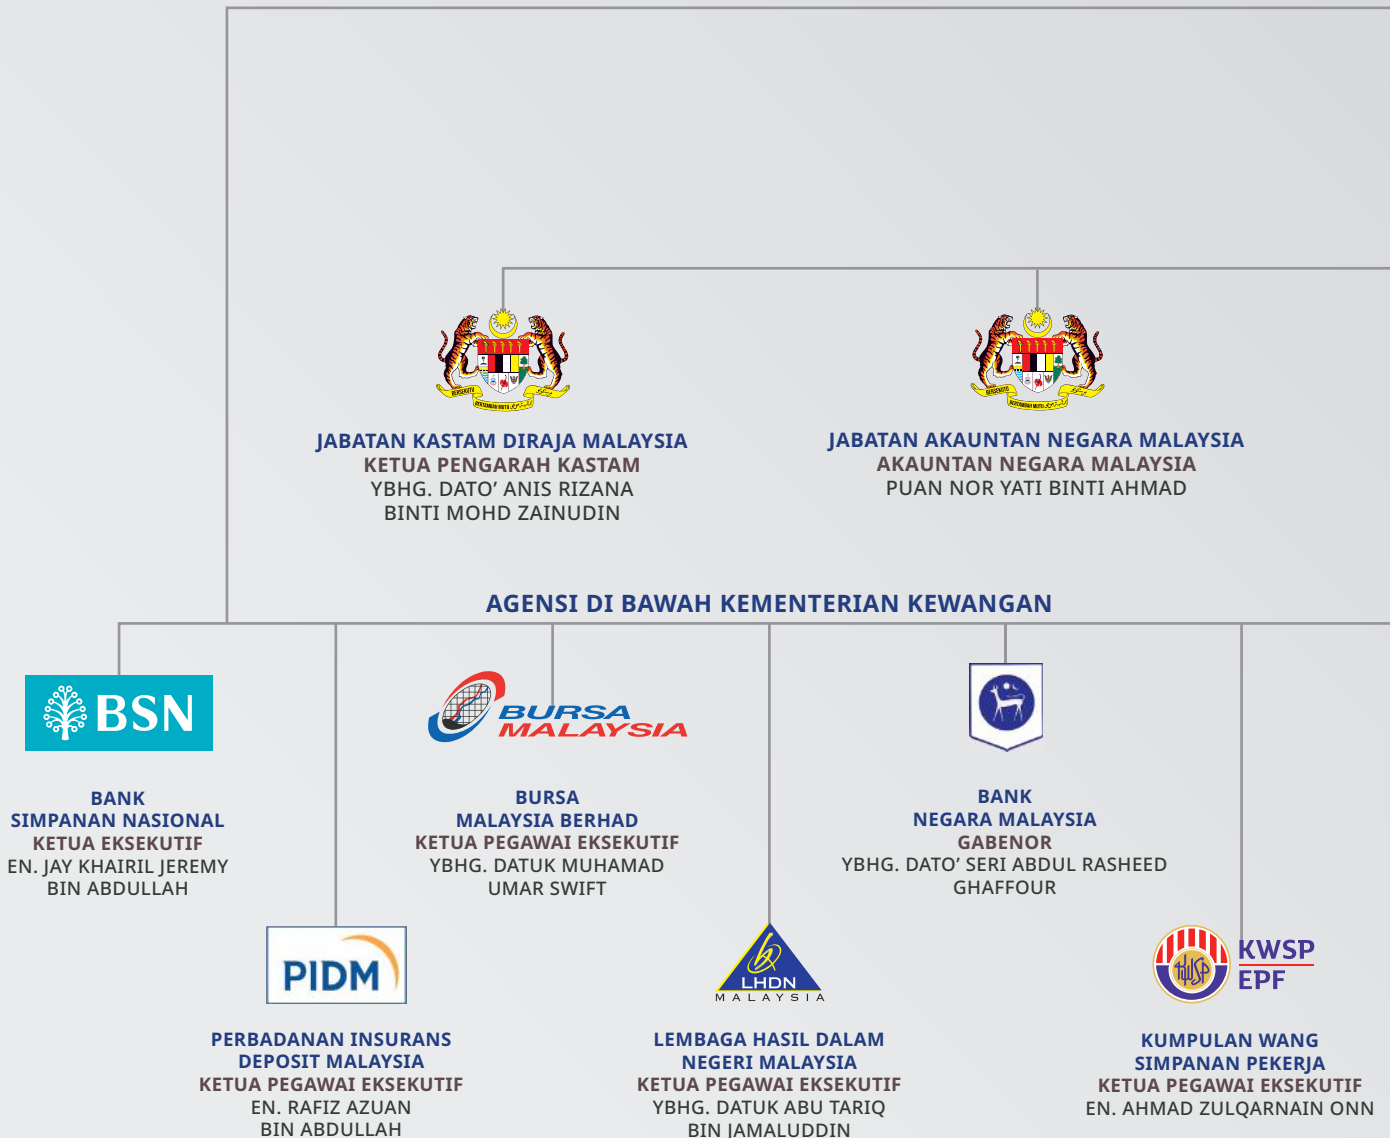 JABATAN KASTAM DIRAJA MALAYSIA
KETUA PENGARAH KASTAM
YBHG. DATO’ ANIS RIZANA
BINTI MOHD ZAINUDIN
JABATAN AKAUNTAN NEGARA MALAYSIA
AKAUNTAN NEGARA MALAYSIA
PUAN NOR YATI BINTI AHMAD
AGENSI DI BAWAH KEMENTERIAN KEWANGAN
BSN
BANK
SIMPANAN NASIONAL
KETUA EKSEKUTIF
EN. JAY KHAIRIL JEREMY
BIN ABDULLAH
BURSA
MALAYSIA
BURSA
MALAYSIA BERHAD
KETUA PEGAWAI EKSEKUTIF
YBHG. DATUK MUHAMAD
UMAR SWIFT
BANK
NEGARA MALAYSIA
GABENOR
YBHG. DATO’ SERI ABDUL RASHEED
GHAFFOUR
PIDM
PERBADANAN INSURANS
DEPOSIT MALAYSIA
KETUA PEGAWAI EKSEKUTIF
EN. RAFIZ AZUAN
BIN ABDULLAH
LHDN
MALAYSIA
LEMBAGA HASIL DALAM
NEGERI MALAYSIA
KETUA PEGAWAI EKSEKUTIF
YBHG. DATUK ABU TARIQ
BIN JAMALUDDIN
KWSP
KWSP
EPF
KUMPULAN WANG
SIMPANAN PEKERJA
KETUA PEGAWAI EKSEKUTIF
EN. AHMAD ZULQARNAIN ONN